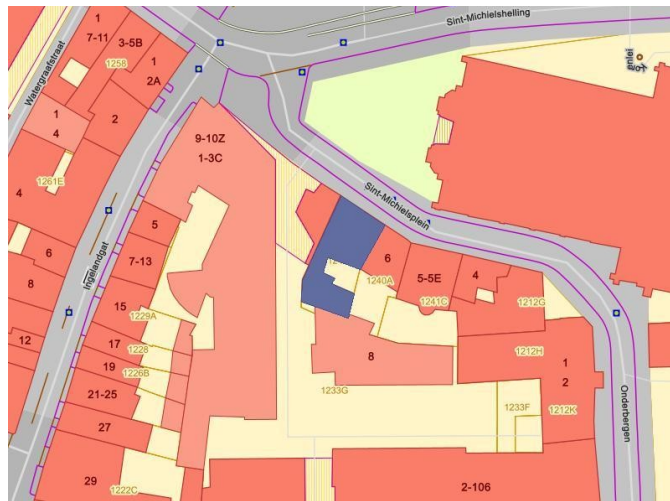 1
7-11
3-5B
1258
1
2A
Watergraafstraat
Sint-Michielshelling
1
4
2
9-10Z
1-3C
1261E
4
Sint-Michielsplein
5
6
7-13
8
Ingelandgat
6
1240A
5-5E
1241C
4
1212G
15
1229A
17
1228
12
19
1226B
21-25
27
29
1222C
8
1233G
1212H
1
2
1233F
1212K
Onderbergen
2-106